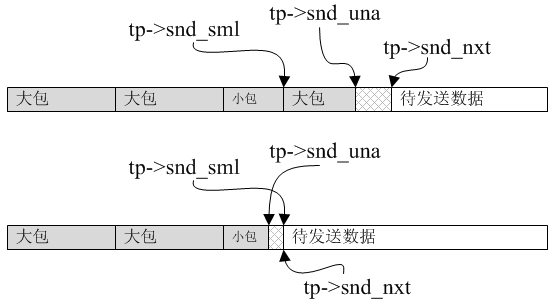 tp->snd_una
tp->snd_sml
tp->snd_nxt
大包 大包 小包 大包 待发送数据
tp->snd_una
tp->snd_sml
大包 大包 小包 待发送数据
tp->snd_nxt